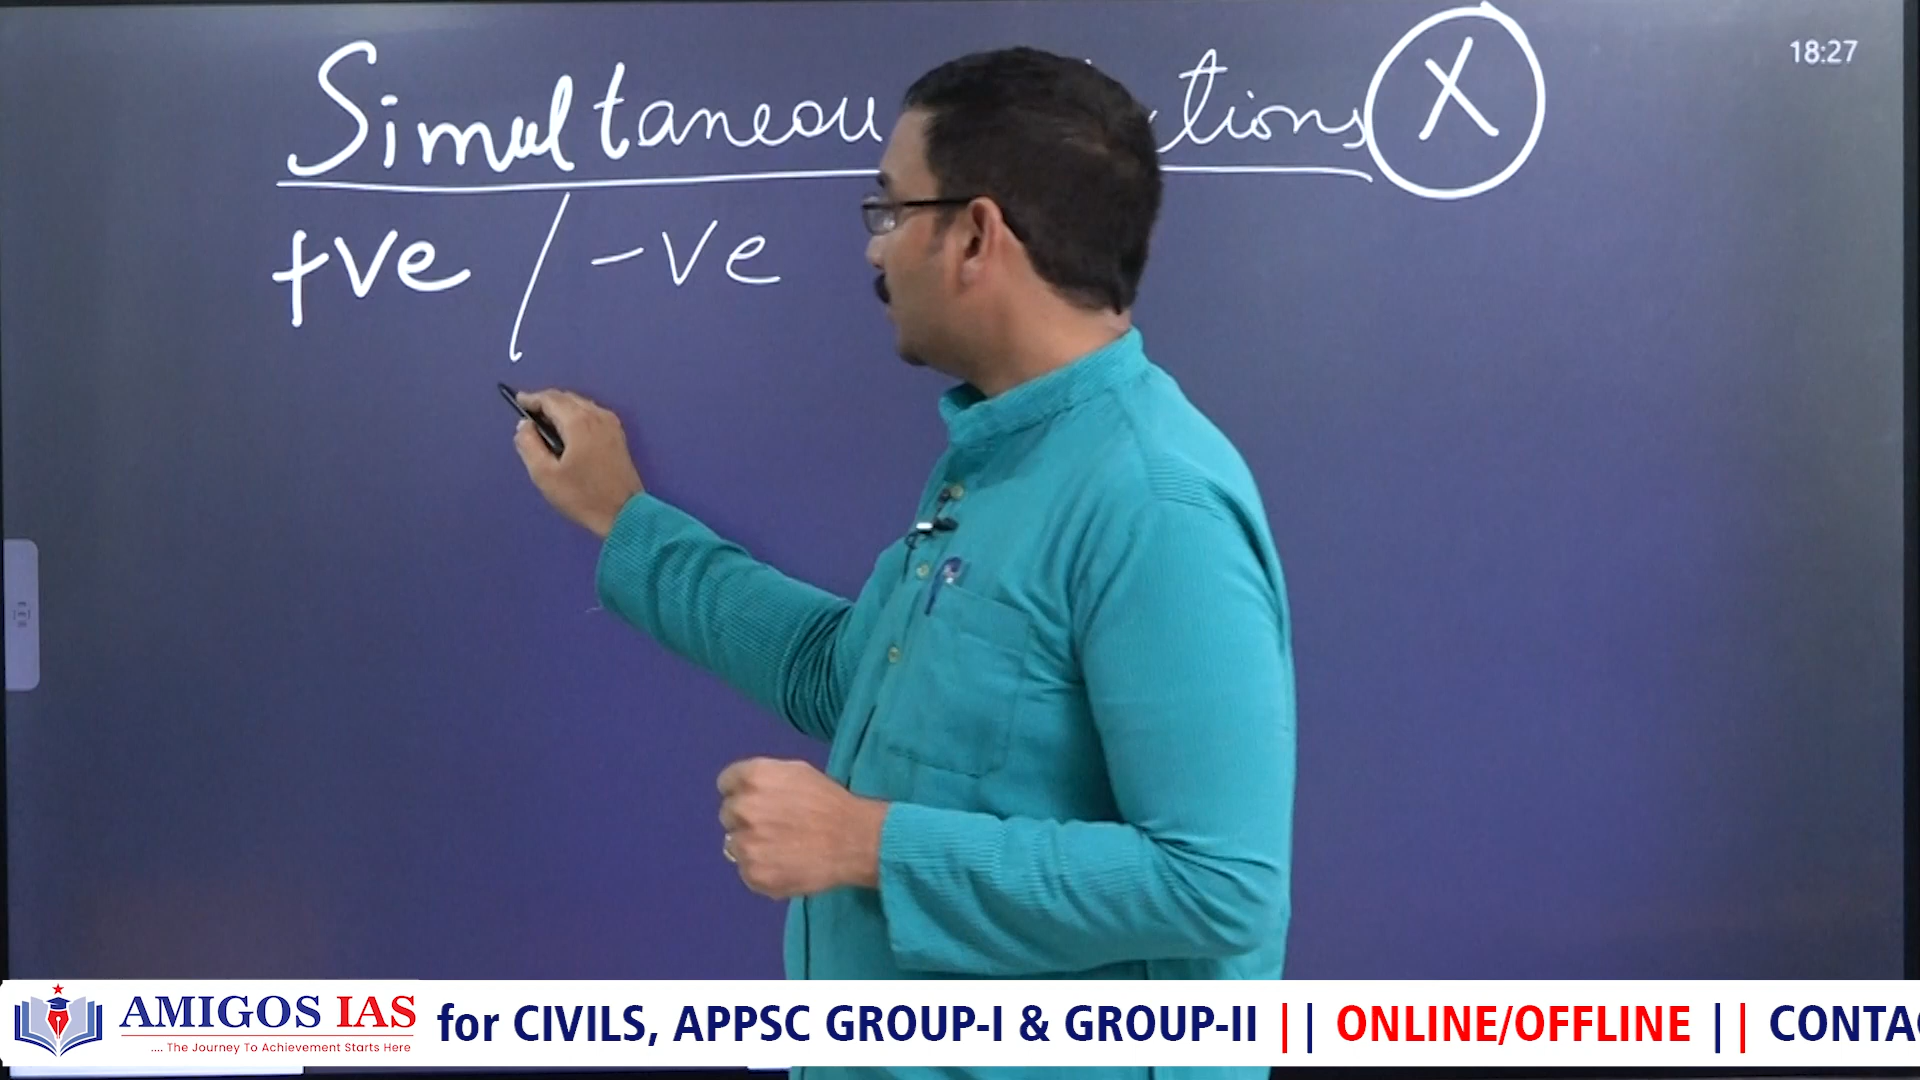 Simultaneou tions X
18:27
+ve / -ve
AMIGOS IAS for CIVILS, APPSC GROUP-I & GROUP-II || ONLINE/OFFLINE || CONTA
.... The Journey To Achievement Starts Here